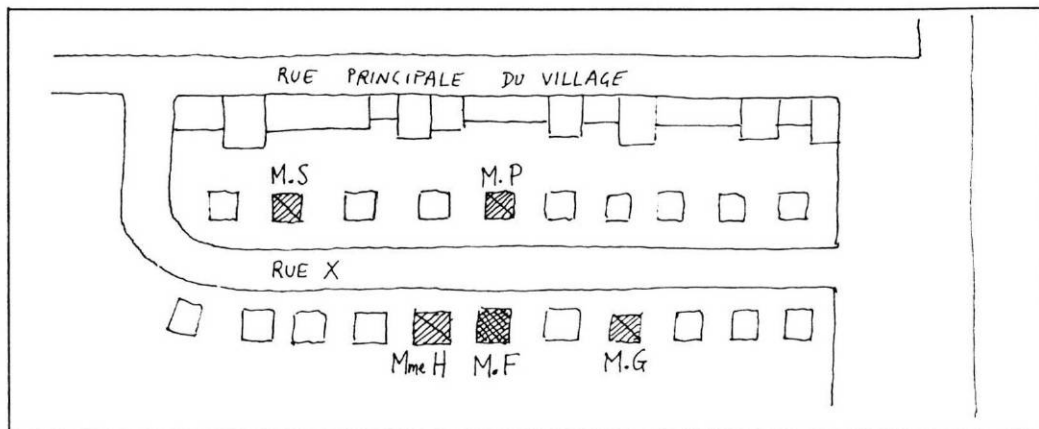 RUE PRINCIPALE DU VILLAGE
M.S M.P
RUE X
Mme H M.F M.G